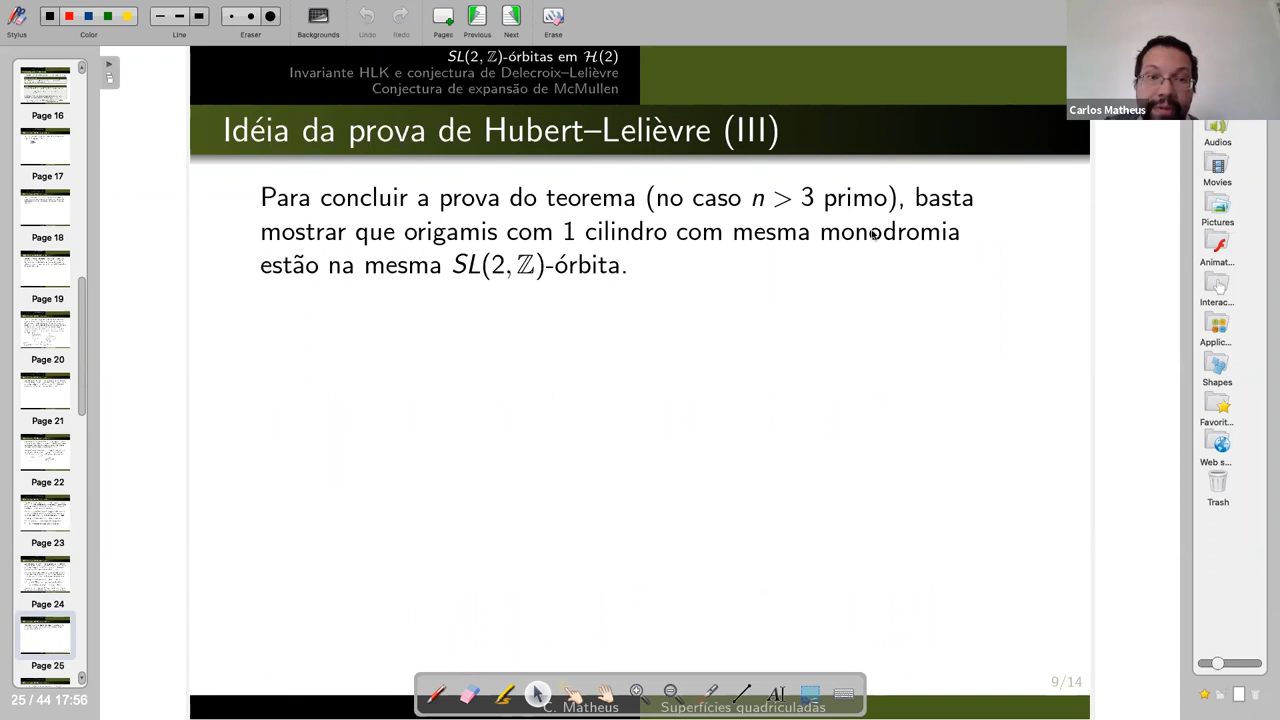 Stylus
Color
Line
Eraser
Backgrounds
Undo
Redo
Pages
Previous
Next
Erase
Page 16
Page 17
Page 18
Page 19
Page 20
Page 21
Page 22
Page 23
Page 24
Page 25
25 / 44 17:56
SL(2, ℤ)-órbitas em ℋ(2)
Invariante HLK e conjectura de Delecroix–Lelièvre
Conjectura de expansão de McMullen
Idéia da prova de Hubert–Lelièvre (III)
Para concluir a prova do teorema (no caso n > 3 primo), basta
mostrar que origamis com 1 cilindro com mesma monodromia
estão na mesma SL(2, ℤ)-órbita.
9/14
C. Matheus
Superfícies quadriculadas
Carlos Matheus
Audios
Movies
Pictures
Animat...
Interac...
Applic...
Shapes
Favorit...
Web s...
Trash